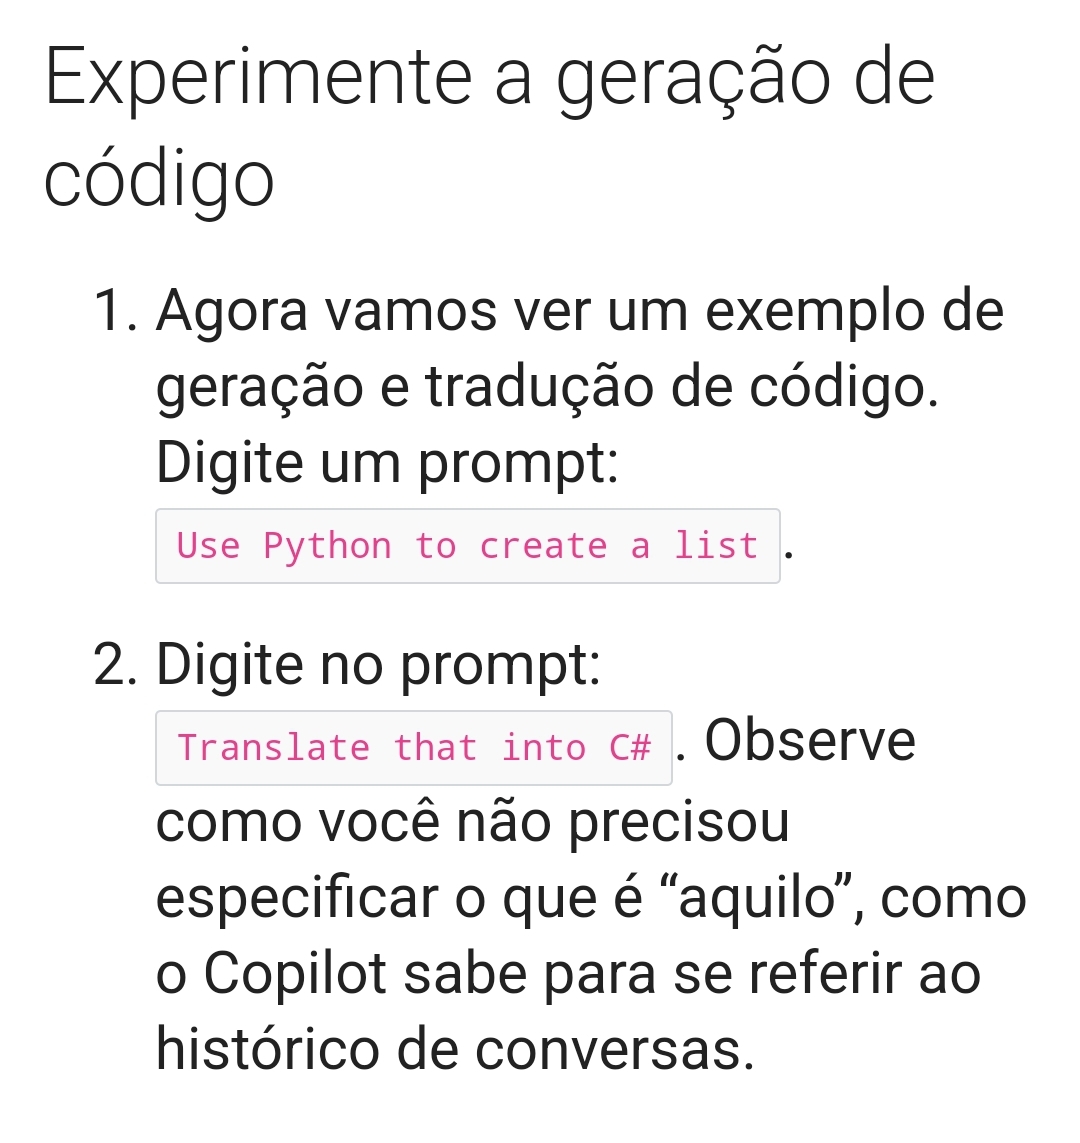 Experimente a geração de
código
1. Agora vamos ver um exemplo de
geração e tradução de código.
Digite um prompt:
Use Python to create a list.
2. Digite no prompt:
Translate that into C#. Observe
como você não precisou
especificar o que é “aquilo”, como
o Copilot sabe para se referir ao
histórico de conversas.